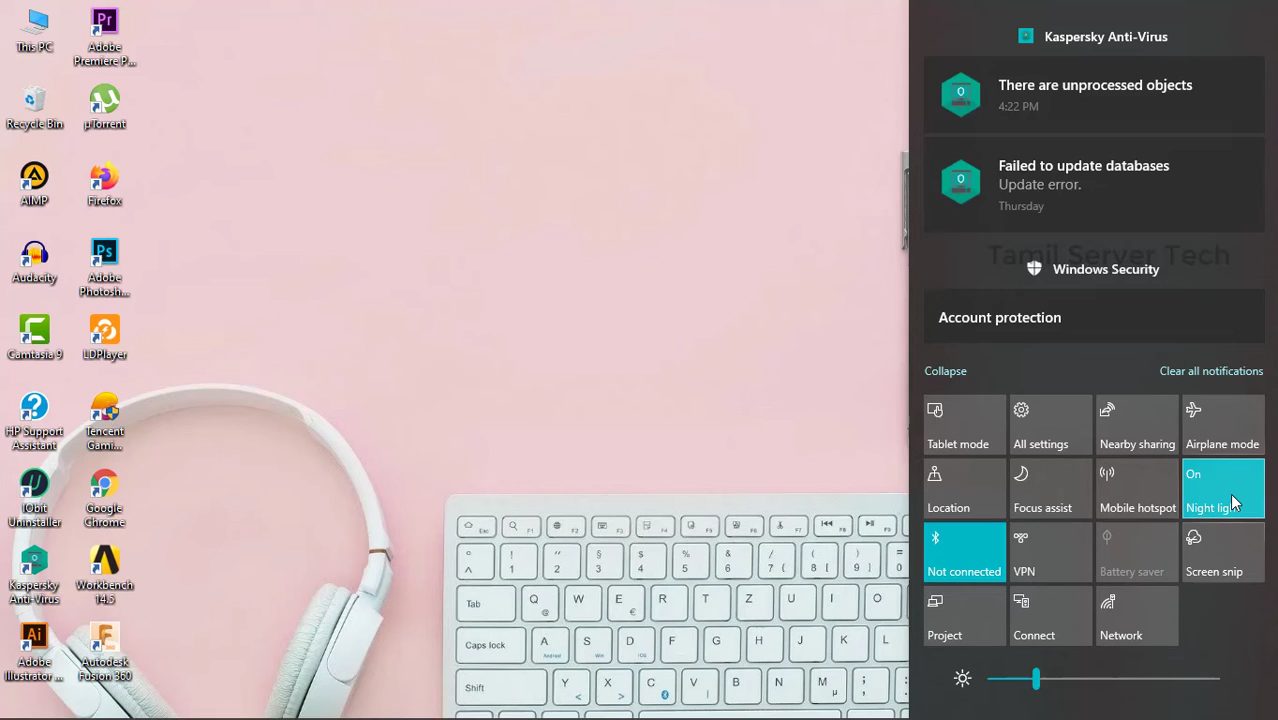 This PC
Adobe
Premiere P...
Recycle Bin
µTorrent
AIMP
Firefox
Audacity
Adobe
Photosh...
Camtasia 9
LDPlayer
HP Support
Assistant
Tencent
Gami...
IObit
Uninstaller
Google
Chrome
Kaspersky
Anti-Virus
Workbench
14.5
Adobe
Illustrator ...
Autodesk
Fusion 360
Kaspersky Anti-Virus
There are unprocessed objects
4:22 PM
Failed to update databases
Update error.
Thursday
Tamil Server Tech
Windows Security
Account protection
Collapse
Clear all notifications
Tablet mode
All settings
Nearby sharing
Airplane mode
Location
Focus assist
Mobile hotspot
On
Night lig
Not connected
VPN
Battery saver
Screen snip
Project
Connect
Network
Esc
Tab
Q W E R T Z U I O
Caps lock
A S D F G H J K L
Shift
Y X C V B N M